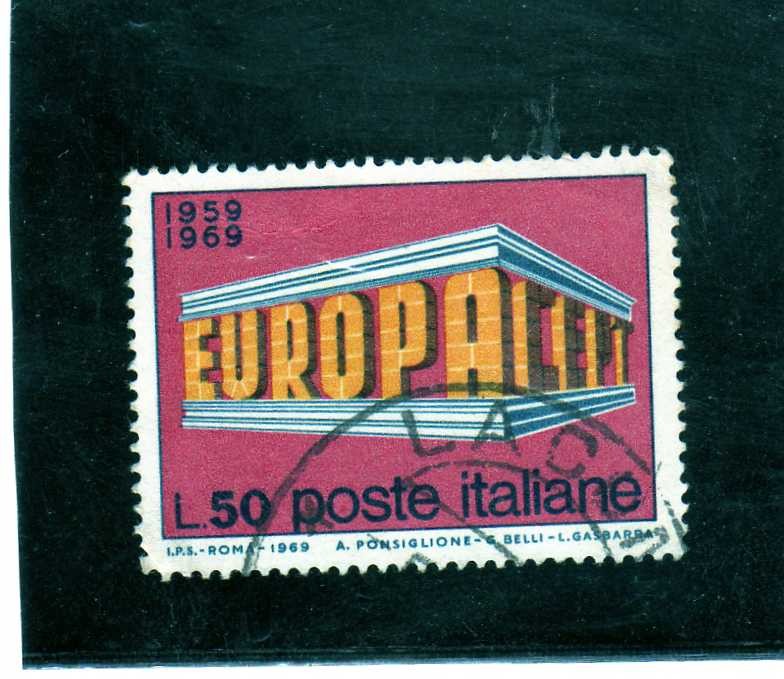 1959
1969
EUROPA CEPT
L.50 poste italiane
I.P.S.-ROMA-1969 A. PONSIGLIONE-G. BELLI-L. GASBARRA